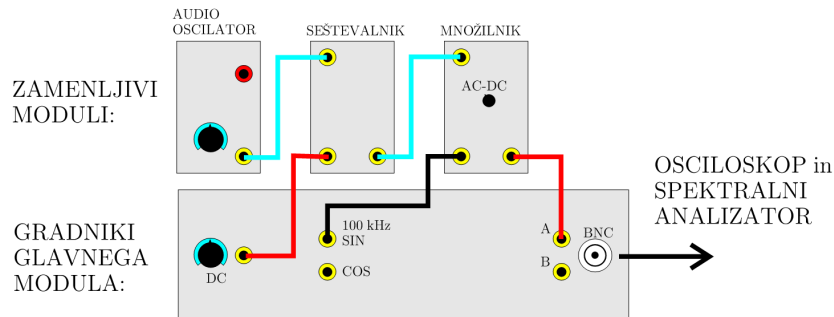 AUDIO
OSCILATOR
SEŠTEVALNIK
MNOŽILNIK
AC-DC
ZAMENLJIVI
MODULI:
GRADNIKI
GLAVNEGA
MODULA:
DC
100 kHz
SIN
COS
A
B
BNC
OSCILOSKOP in
SPEKTRALNI
ANALIZATOR